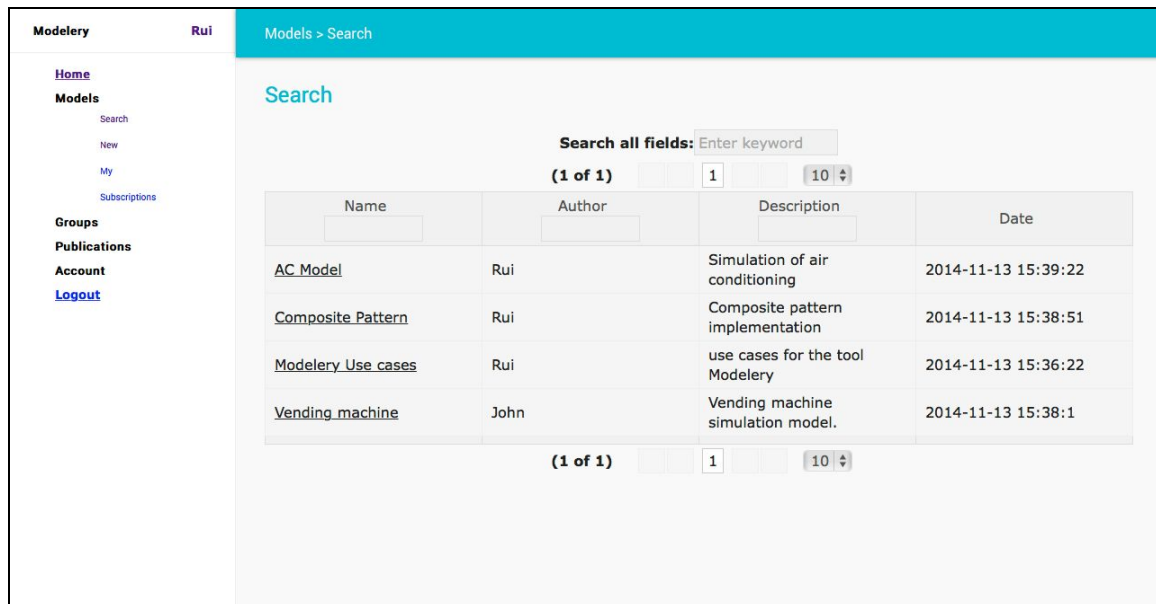 Modelery Rui
Models > Search
Home
Models
Search
New
My
Subscriptions
Groups
Publications
Account
Logout
Search
Search all fields: Enter keyword
(1 of 1) 1 10
Name Author Description Date
AC Model Rui Simulation of air conditioning 2014-11-13 15:39:22
Composite Pattern Rui Composite pattern implementation 2014-11-13 15:38:51
Modelery Use cases Rui use cases for the tool Modelery 2014-11-13 15:36:22
Vending machine John Vending machine simulation model. 2014-11-13 15:38:1
(1 of 1) 1 10